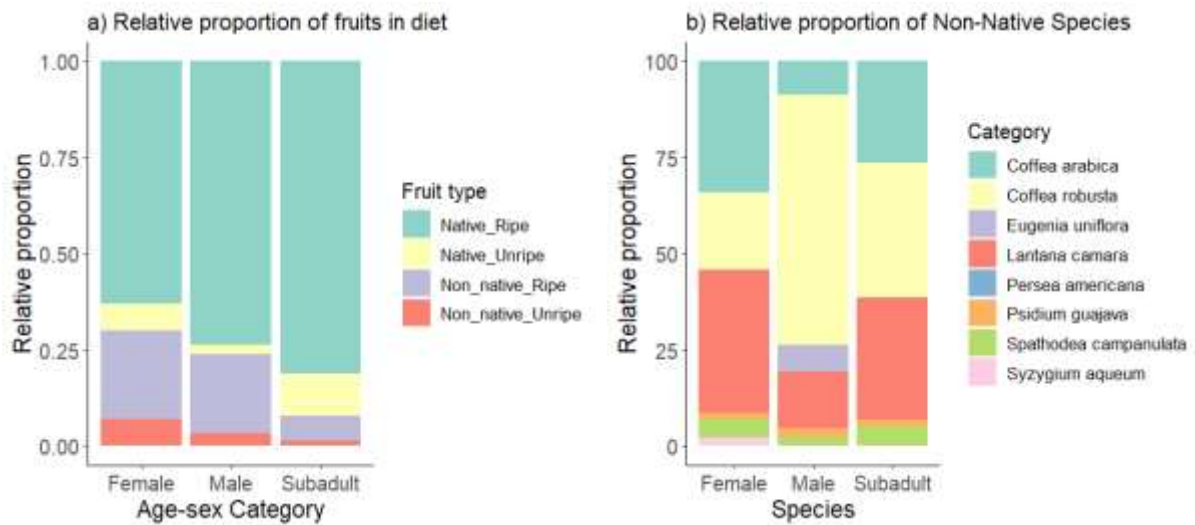 a) Relative proportion of fruits in diet
Relative proportion
1.00
0.75
0.50
0.25
0.00
Female Male Subadult
Age-sex Category
Fruit type
Native_Ripe
Native_Unripe
Non_native_Ripe
Non_native_Unripe
b) Relative proportion of Non-Native Species
Relative proportion
100
75
50
25
0
Female Male Subadult
Species
Category
Coffea arabica
Coffea robusta
Eugenia uniflora
Lantana camara
Persea americana
Psidium guajava
Spathodea campanulata
Syzygium aqueum